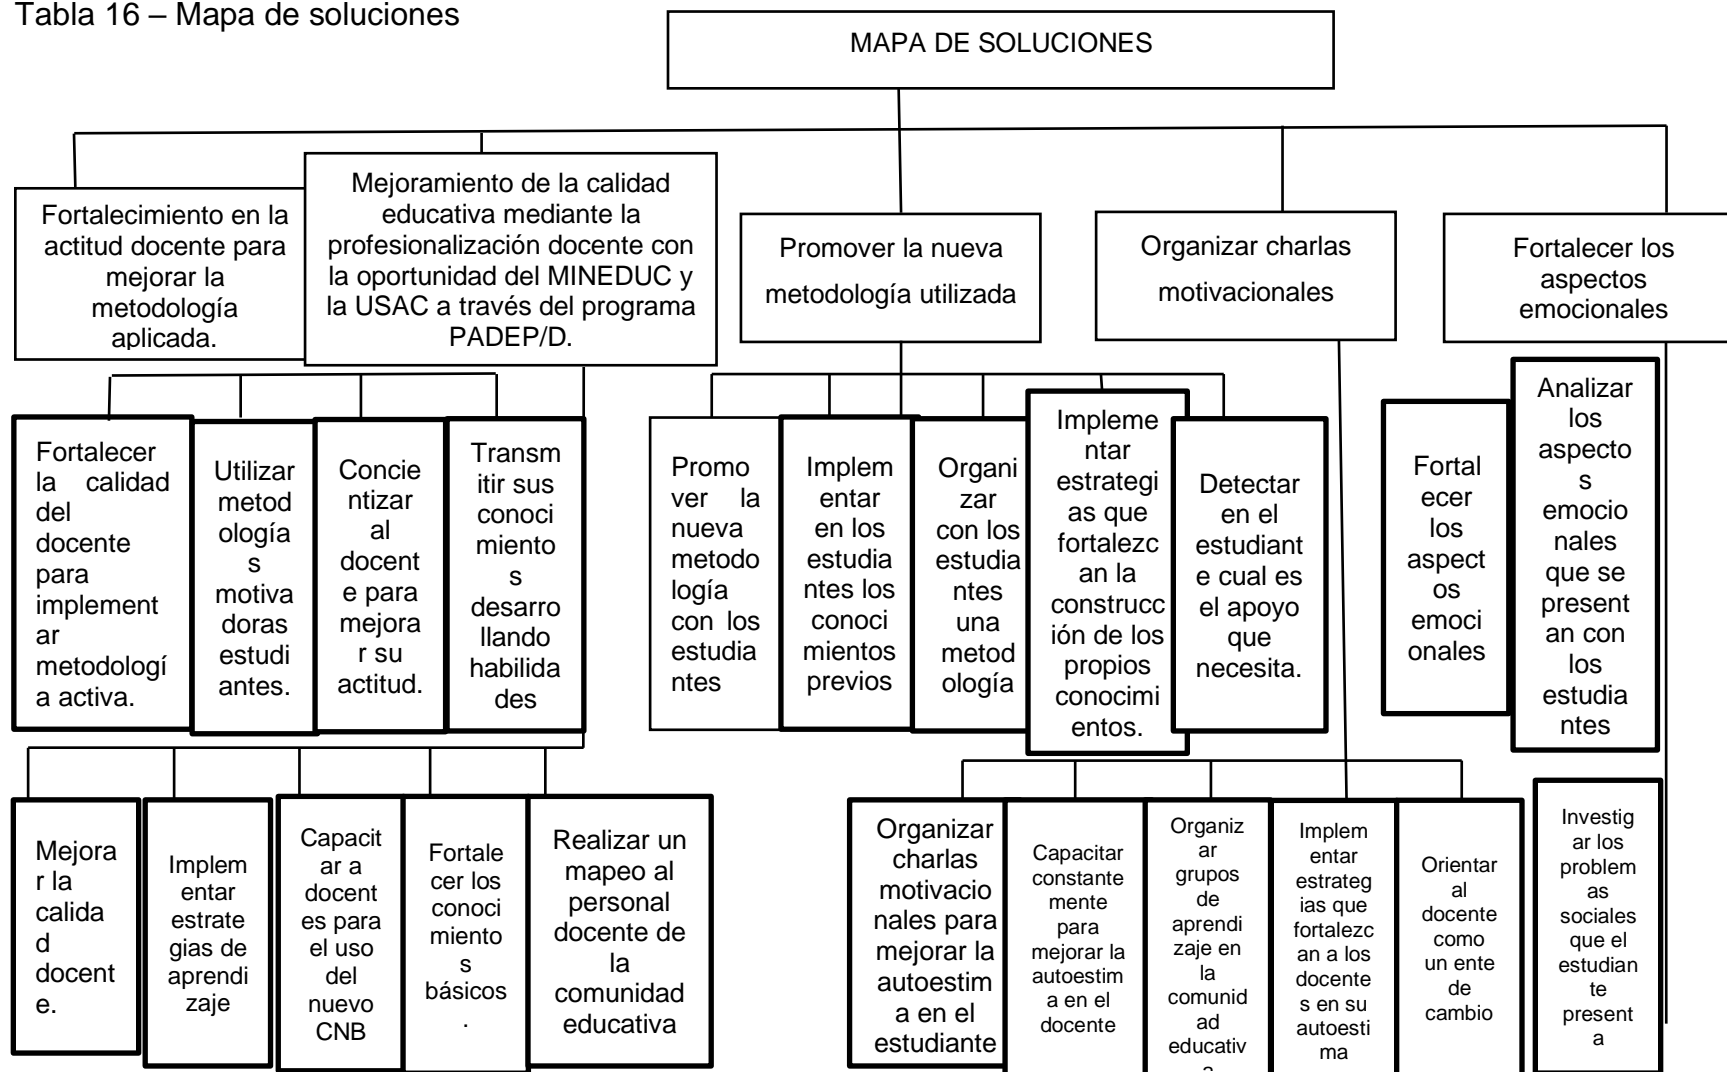 Tabla 16 – Mapa de soluciones
MAPA DE SOLUCIONES
Fortalecimiento en la
actitud docente para
mejorar la
metodología
aplicada.
Mejoramiento de la calidad
educativa mediante la
profesionalización docente con
la oportunidad del MINEDUC y
la USAC a través del programa
PADEP/D.
Promover la nueva
metodología utilizada
Organizar charlas
motivacionales
Fortalecer los
aspectos
emocionales
Fortalecer
la calidad
del
docente
para
implement
ar
metodologí
a activa.
Utilizar
metod
ología
s
motiva
doras
estudi
antes.
Concie
ntizar
al
docent
e para
mejora
r su
actitud.
Transm
itir sus
conoci
miento
s
desarro
llando
habilida
des
Promo
ver la
nueva
metodo
logía
con los
estudia
ntes
Implem
entar
en los
estudia
ntes los
conoci
mientos
previos
Organi
zar
con los
estudia
ntes
una
metod
ología
Impleme
ntar
estrategi
as que
fortalezc
an la
construcc
ión de los
propios
conocimi
entos.
Detectar
en el
estudiant
e cual es
el apoyo
que
necesita.
Fortal
ecer
los
aspect
os
emoci
onales
Analizar
los
aspecto
s
emocio
nales
que se
present
an con
los
estudia
ntes
Mejora
r la
calida
d
docent
e.
Implem
entar
estrate
gias de
aprendi
zaje
Capacit
ar a
docent
es para
el uso
del
nuevo
CNB
Fortale
cer los
conoci
miento
s
básicos
.
Realizar un
mapeo al
personal
docente de
la
comunidad
educativa
Organizar
charlas
motivacio
nales para
mejorar la
autoestim
a en el
estudiante
Capacitar
constante
mente
para
mejorar la
autoestim
a en el
docente
Organiz
ar
grupos
de
aprendi
zaje en
la
comunid
ad
educativ
a
Implem
entar
estrateg
ias que
fortalezc
an a los
docente
s en su
autoesti
ma
Orientar
al
docente
como
un ente
de
cambio
Investig
ar los
problem
as
sociales
que el
estudian
te
present
a